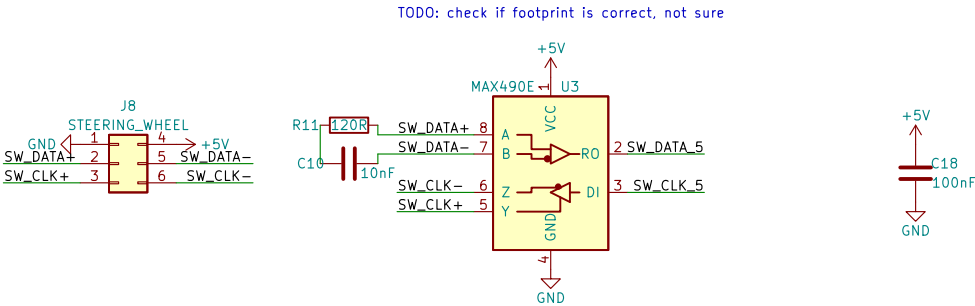 TODO: check if footprint is correct, not sure
J8
STEERING_WHEEL
GND 1 4 +5V
SW_DATA+ 2 5 SW_DATA-
SW_CLK+ 3 6 SW_CLK-
R11 120R
C10 10nF
+5V
MAX490E U3
1 VCC
SW_DATA+ 8 A
SW_DATA- 7 B RO 2 SW_DATA_5
SW_CLK- 6 Z DI 3 SW_CLK_5
SW_CLK+ 5 Y
GND
4
GND
+5V
C18
100nF
GND